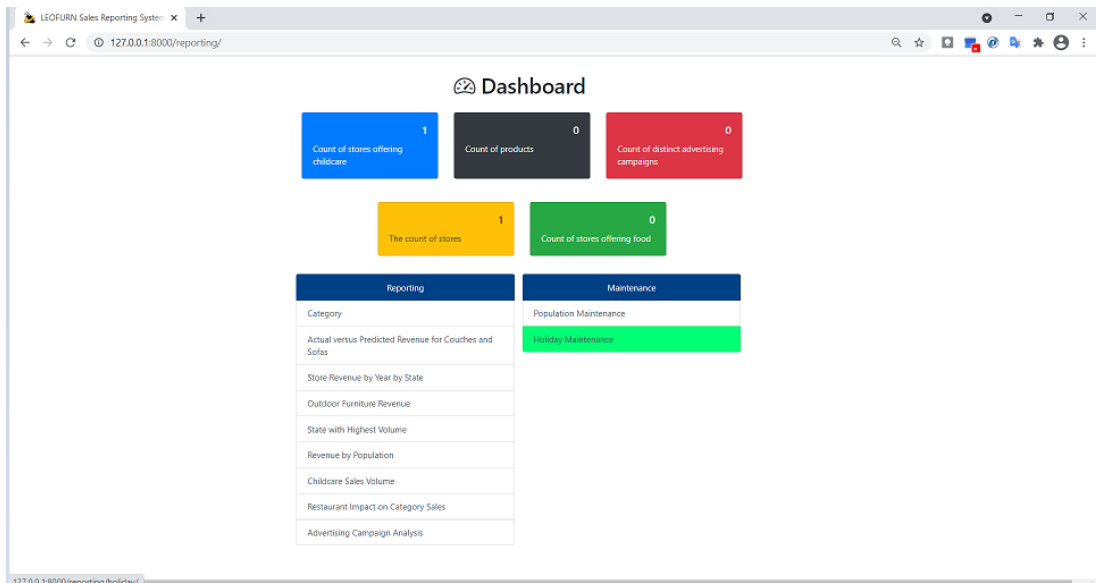 LEOFURN Sales Reporting System
127.0.0.1:8000/reporting/
Dashboard
1
Count of stores offering
childcare
0
Count of products
0
Count of distinct advertising
campaigns
1
The count of stores
0
Count of stores offering food
Reporting
Category
Actual versus Predicted Revenue for Couches and
Sofas
Store Revenue by Year by State
Outdoor Furniture Revenue
State with Highest Volume
Revenue by Population
Childcare Sales Volume
Restaurant Impact on Category Sales
Advertising Campaign Analysis
Maintenance
Population Maintenance
Holiday Maintenance
127.0.0.1:8000/reporting/holiday/